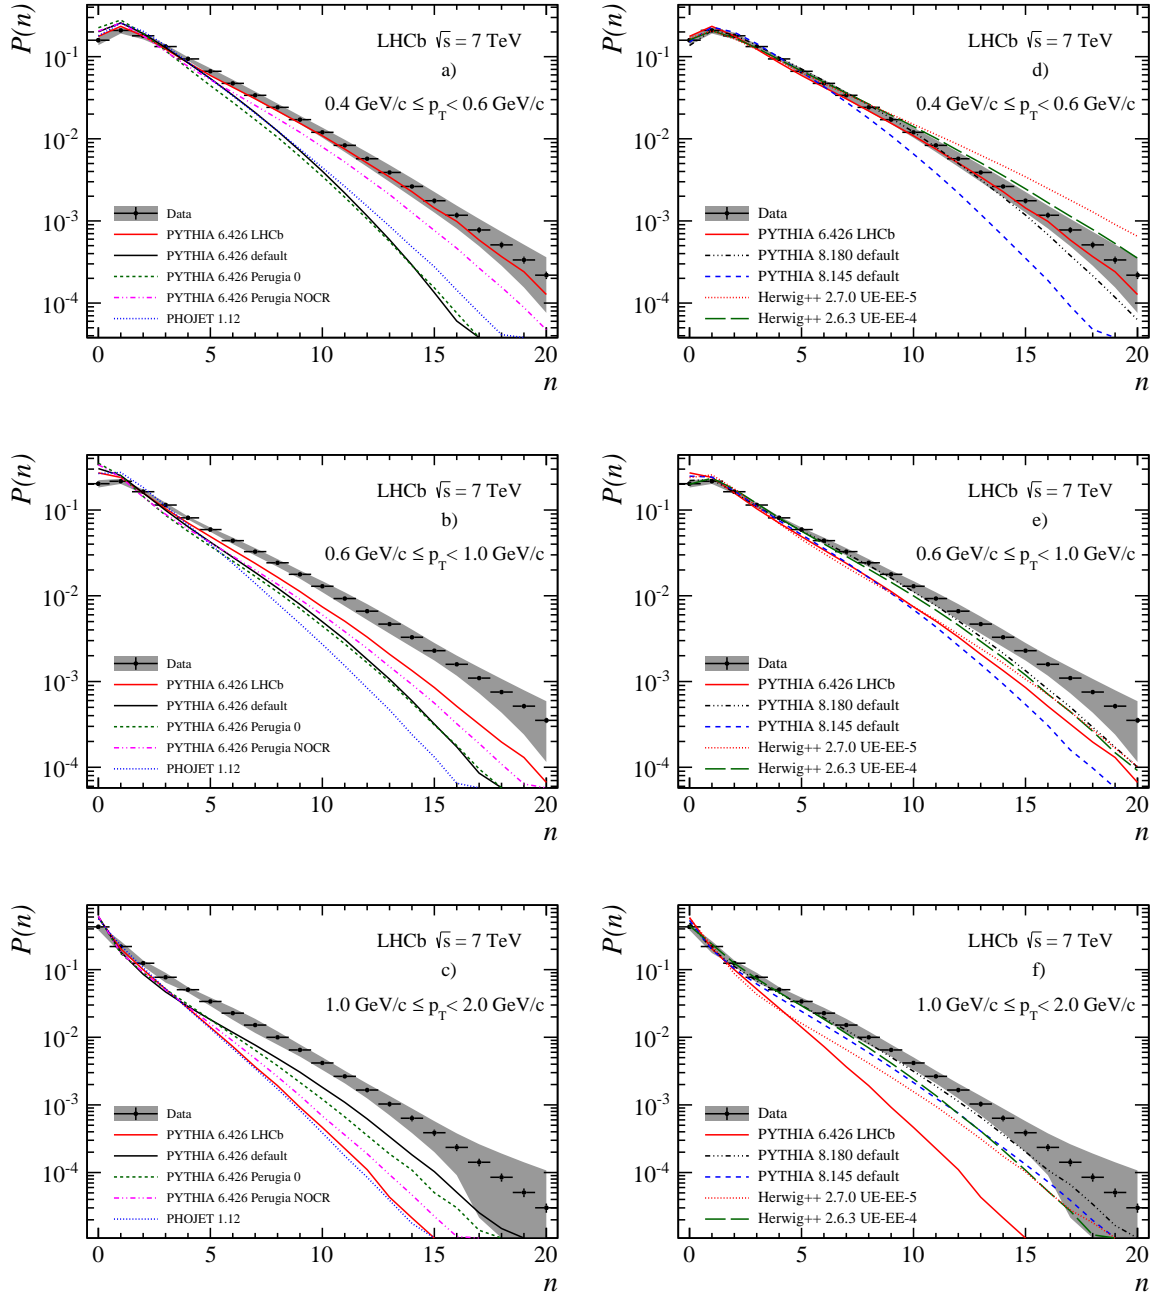 P(n)
10⁻¹
10⁻²
10⁻³
10⁻⁴
LHCb √s = 7 TeV
a)
0.4 GeV/c ≤ p_T < 0.6 GeV/c
Data
PYTHIA 6.426 LHCb
PYTHIA 6.426 default
PYTHIA 6.426 Perugia 0
PYTHIA 6.426 Perugia NOCR
PHOJET 1.12
0 5 10 15 20
n
P(n)
10⁻¹
10⁻²
10⁻³
10⁻⁴
LHCb √s = 7 TeV
d)
0.4 GeV/c ≤ p_T < 0.6 GeV/c
Data
PYTHIA 6.426 LHCb
PYTHIA 8.180 default
PYTHIA 8.145 default
Herwig++ 2.7.0 UE-EE-5
Herwig++ 2.6.3 UE-EE-4
0 5 10 15 20
n
P(n)
10⁻¹
10⁻²
10⁻³
10⁻⁴
LHCb √s = 7 TeV
b)
0.6 GeV/c ≤ p_T < 1.0 GeV/c
Data
PYTHIA 6.426 LHCb
PYTHIA 6.426 default
PYTHIA 6.426 Perugia 0
PYTHIA 6.426 Perugia NOCR
PHOJET 1.12
0 5 10 15 20
n
P(n)
10⁻¹
10⁻²
10⁻³
10⁻⁴
LHCb √s = 7 TeV
e)
0.6 GeV/c ≤ p_T < 1.0 GeV/c
Data
PYTHIA 6.426 LHCb
PYTHIA 8.180 default
PYTHIA 8.145 default
Herwig++ 2.7.0 UE-EE-5
Herwig++ 2.6.3 UE-EE-4
0 5 10 15 20
n
P(n)
10⁻¹
10⁻²
10⁻³
10⁻⁴
LHCb √s = 7 TeV
c)
1.0 GeV/c ≤ p_T < 2.0 GeV/c
Data
PYTHIA 6.426 LHCb
PYTHIA 6.426 default
PYTHIA 6.426 Perugia 0
PYTHIA 6.426 Perugia NOCR
PHOJET 1.12
0 5 10 15 20
n
P(n)
10⁻¹
10⁻²
10⁻³
10⁻⁴
LHCb √s = 7 TeV
f)
1.0 GeV/c ≤ p_T < 2.0 GeV/c
Data
PYTHIA 6.426 LHCb
PYTHIA 8.180 default
PYTHIA 8.145 default
Herwig++ 2.7.0 UE-EE-5
Herwig++ 2.6.3 UE-EE-4
0 5 10 15 20
n